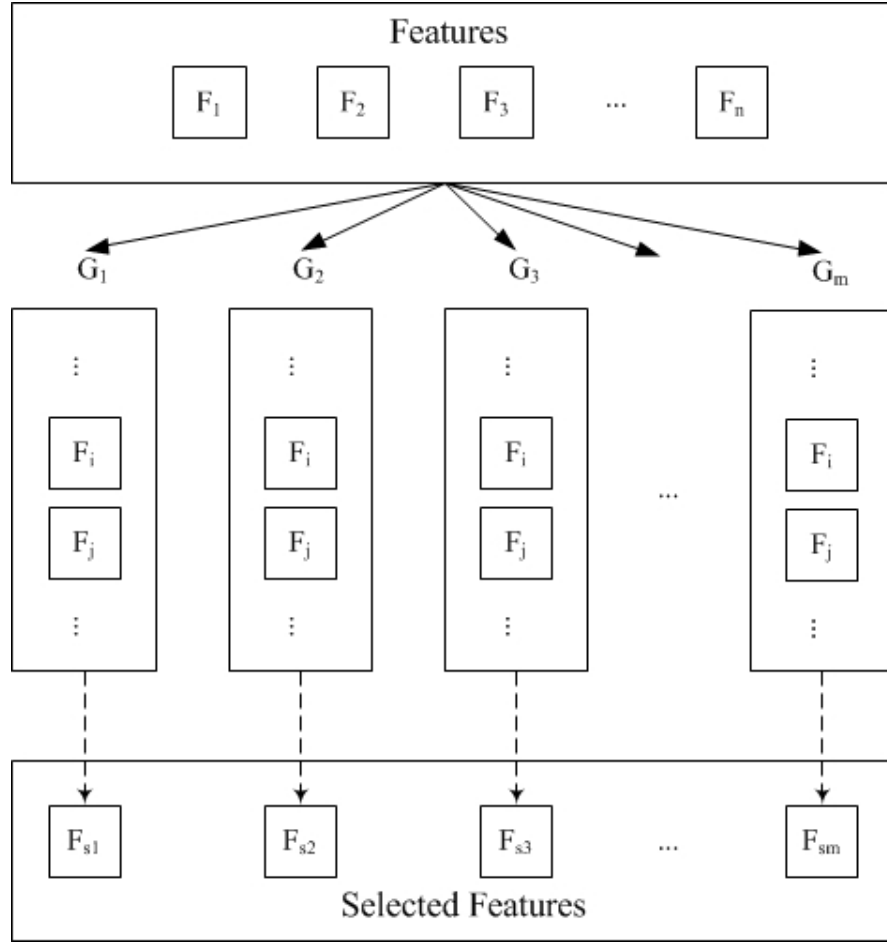 Features
F1 F2 F3 ... Fn
G1 G2 G3 Gm
... ... ... ...
Fi Fi Fi Fi
...
Fj Fj Fj Fj
... ... ... ...
Fs1 Fs2 Fs3 ... Fsm
Selected Features